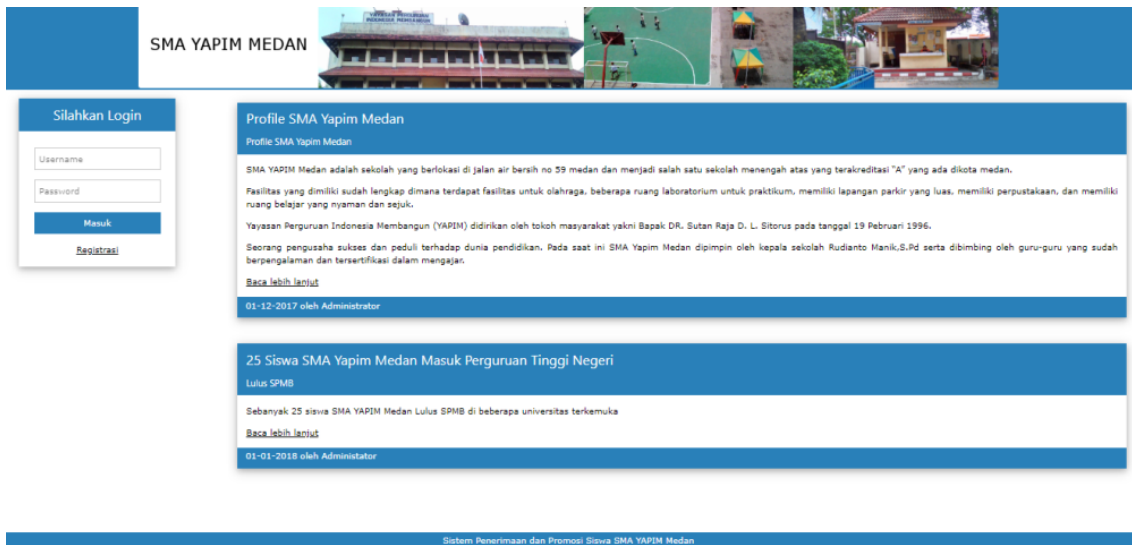 YAYASAN PERGURUAN
INDONESIA MEMBANGUN
SMA YAPIM MEDAN
Silahkan Login
Username
Password
Masuk
Registrasi
Profile SMA Yapim Medan
Profile SMA Yapim Medan
SMA YAPIM Medan adalah sekolah yang berlokasi di jalan air bersih no 59 medan dan menjadi salah satu sekolah menengah atas yang terakreditasi "A" yang ada dikota medan.
Fasilitas yang dimiliki sudah lengkap dimana terdapat fasilitas untuk olahraga, beberapa ruang laboratorium untuk praktikum, memiliki lapangan parkir yang luas, memiliki perpustakaan, dan memiliki
ruang belajar yang nyaman dan sejuk.
Yayasan Perguruan Indonesia Membangun (YAPIM) didirikan oleh tokoh masyarakat yakni Bapak DR. Sutan Raja D. L. Sitorus pada tanggal 19 Pebruari 1996.
Seorang pengusaha sukses dan peduli terhadap dunia pendidikan. Pada saat ini SMA Yapim Medan dipimpin oleh kepala sekolah Rudianto Manik,S.Pd serta dibimbing oleh guru-guru yang sudah
berpengalaman dan tersertifikasi dalam mengajar.
Baca lebih lanjut
01-12-2017 oleh Administrator
25 Siswa SMA Yapim Medan Masuk Perguruan Tinggi Negeri
Lulus SPMB
Sebanyak 25 siswa SMA YAPIM Medan Lulus SPMB di beberapa universitas terkemuka
Baca lebih lanjut
01-01-2018 oleh Administator
Sistem Penerimaan dan Promosi Siswa SMA YAPIM Medan